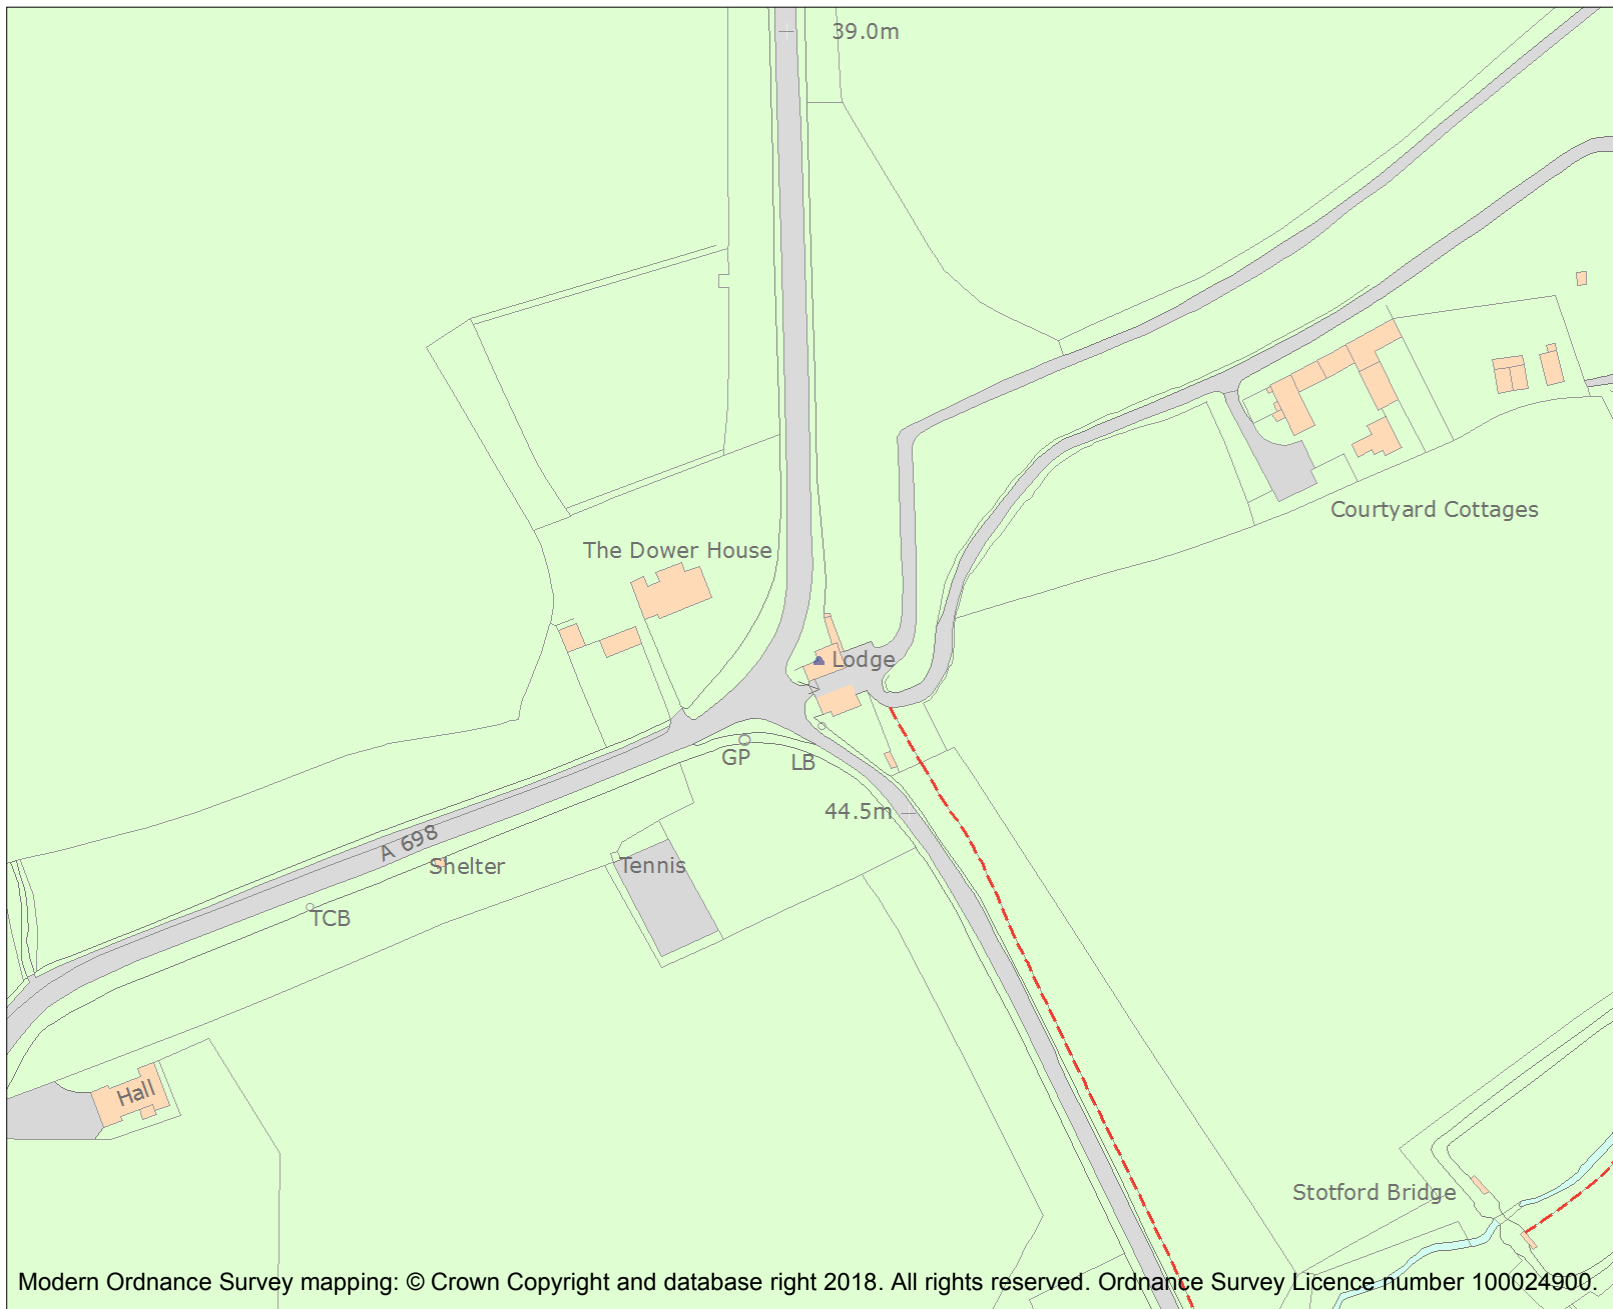 39.0m
Courtyard Cottages
The Dower House
Lodge
GP
LB
44.5m
A 698
Shelter
Tennis
TCB
Hall
Stotford Bridge
Modern Ordnance Survey mapping: © Crown Copyright and database right 2018. All rights reserved. Ordnance Survey Licence number 100024900.